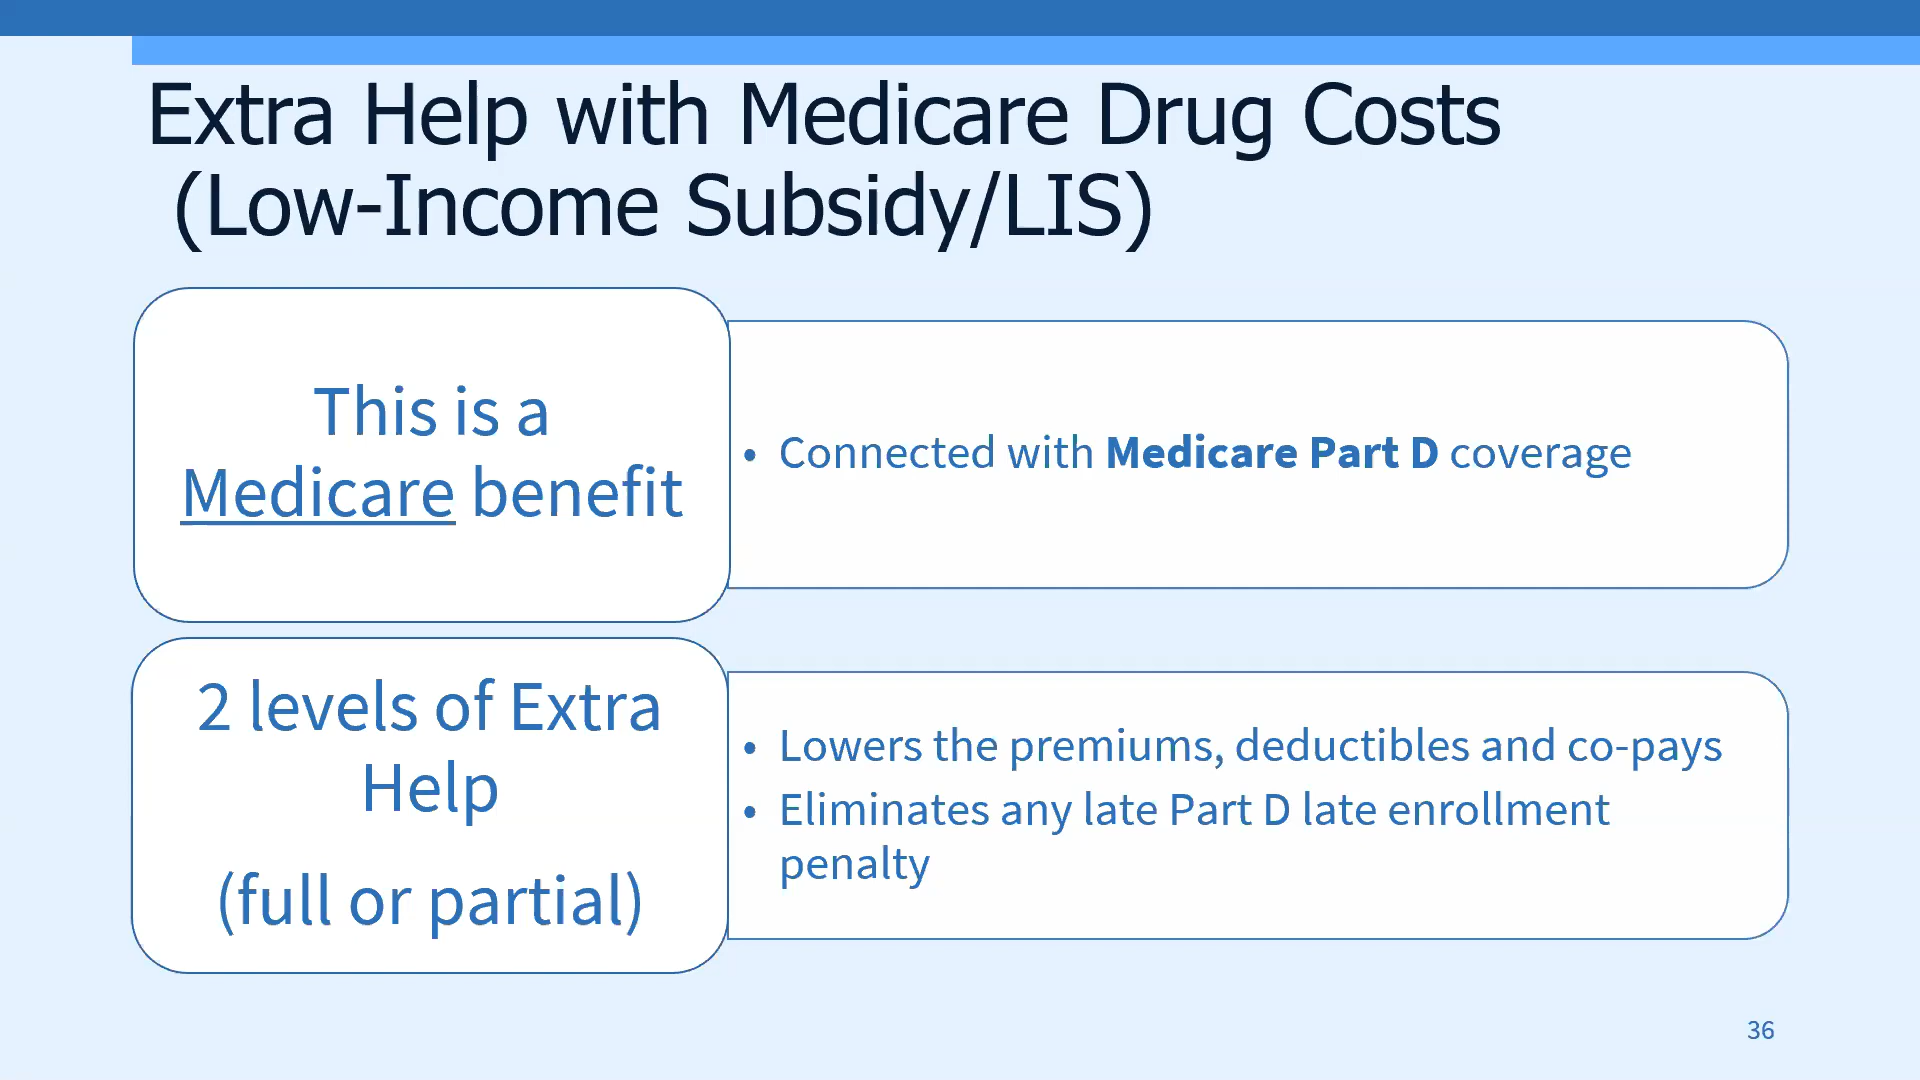 Extra Help with Medicare Drug Costs
(Low-Income Subsidy/LIS)
This is a
Medicare benefit
• Connected with Medicare Part D coverage
2 levels of Extra
Help
(full or partial)
• Lowers the premiums, deductibles and co-pays
• Eliminates any late Part D late enrollment
penalty
36